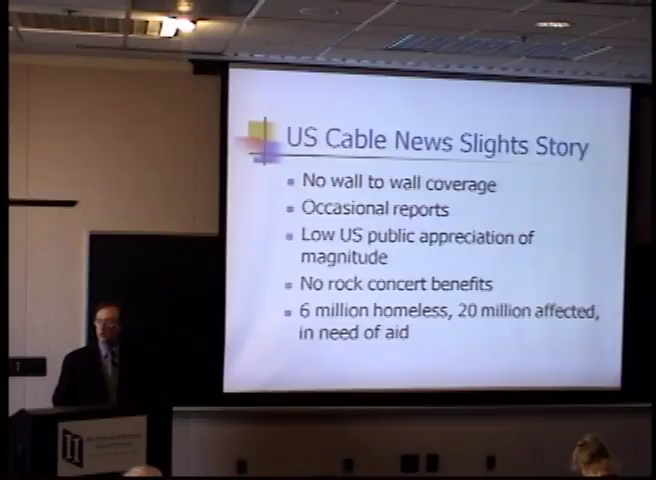 US Cable News Slights Story
No wall to wall coverage
Occasional reports
Low US public appreciation of
magnitude
No rock concert benefits
6 million homeless, 20 million affected,
in need of aid